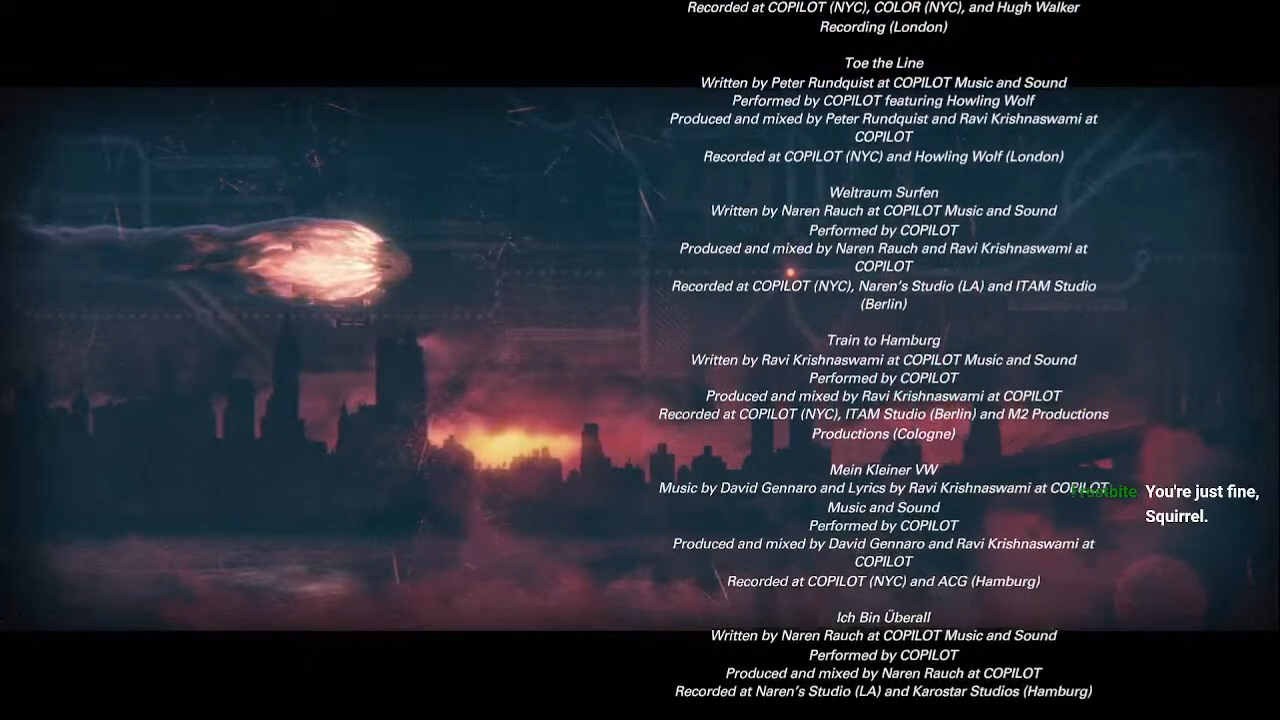 Recorded at COPILOT (NYC), COLOR (NYC), and Hugh Walker
Recording (London)
Toe the Line
Written by Peter Rundquist at COPILOT Music and Sound
Performed by COPILOT featuring Howling Wolf
Produced and mixed by Peter Rundquist and Ravi Krishnaswami at
COPILOT
Recorded at COPILOT (NYC) and Howling Wolf (London)
Weltraum Surfen
Written by Naren Rauch at COPILOT Music and Sound
Performed by COPILOT
Produced and mixed by Naren Rauch and Ravi Krishnaswami at
COPILOT
Recorded at COPILOT (NYC), Naren's Studio (LA) and ITAM Studio
(Berlin)
Train to Hamburg
Written by Ravi Krishnaswami at COPILOT Music and Sound
Performed by COPILOT
Produced and mixed by Ravi Krishnaswami at COPILOT
Recorded at COPILOT (NYC), ITAM Studio (Berlin) and M2 Productions
Productions (Cologne)
Mein Kleiner VW
Music by David Gennaro and Lyrics by Ravi Krishnaswami at COPILOT
Music and Sound
Performed by COPILOT
Produced and mixed by David Gennaro and Ravi Krishnaswami at
COPILOT
Recorded at COPILOT (NYC) and ACG (Hamburg)
Ich Bin Überall
Written by Naren Rauch at COPILOT Music and Sound
Performed by COPILOT
Produced and mixed by Naren Rauch at COPILOT
Recorded at Naren's Studio (LA) and Karostar Studios (Hamburg)
You're just fine,
Squirrel.